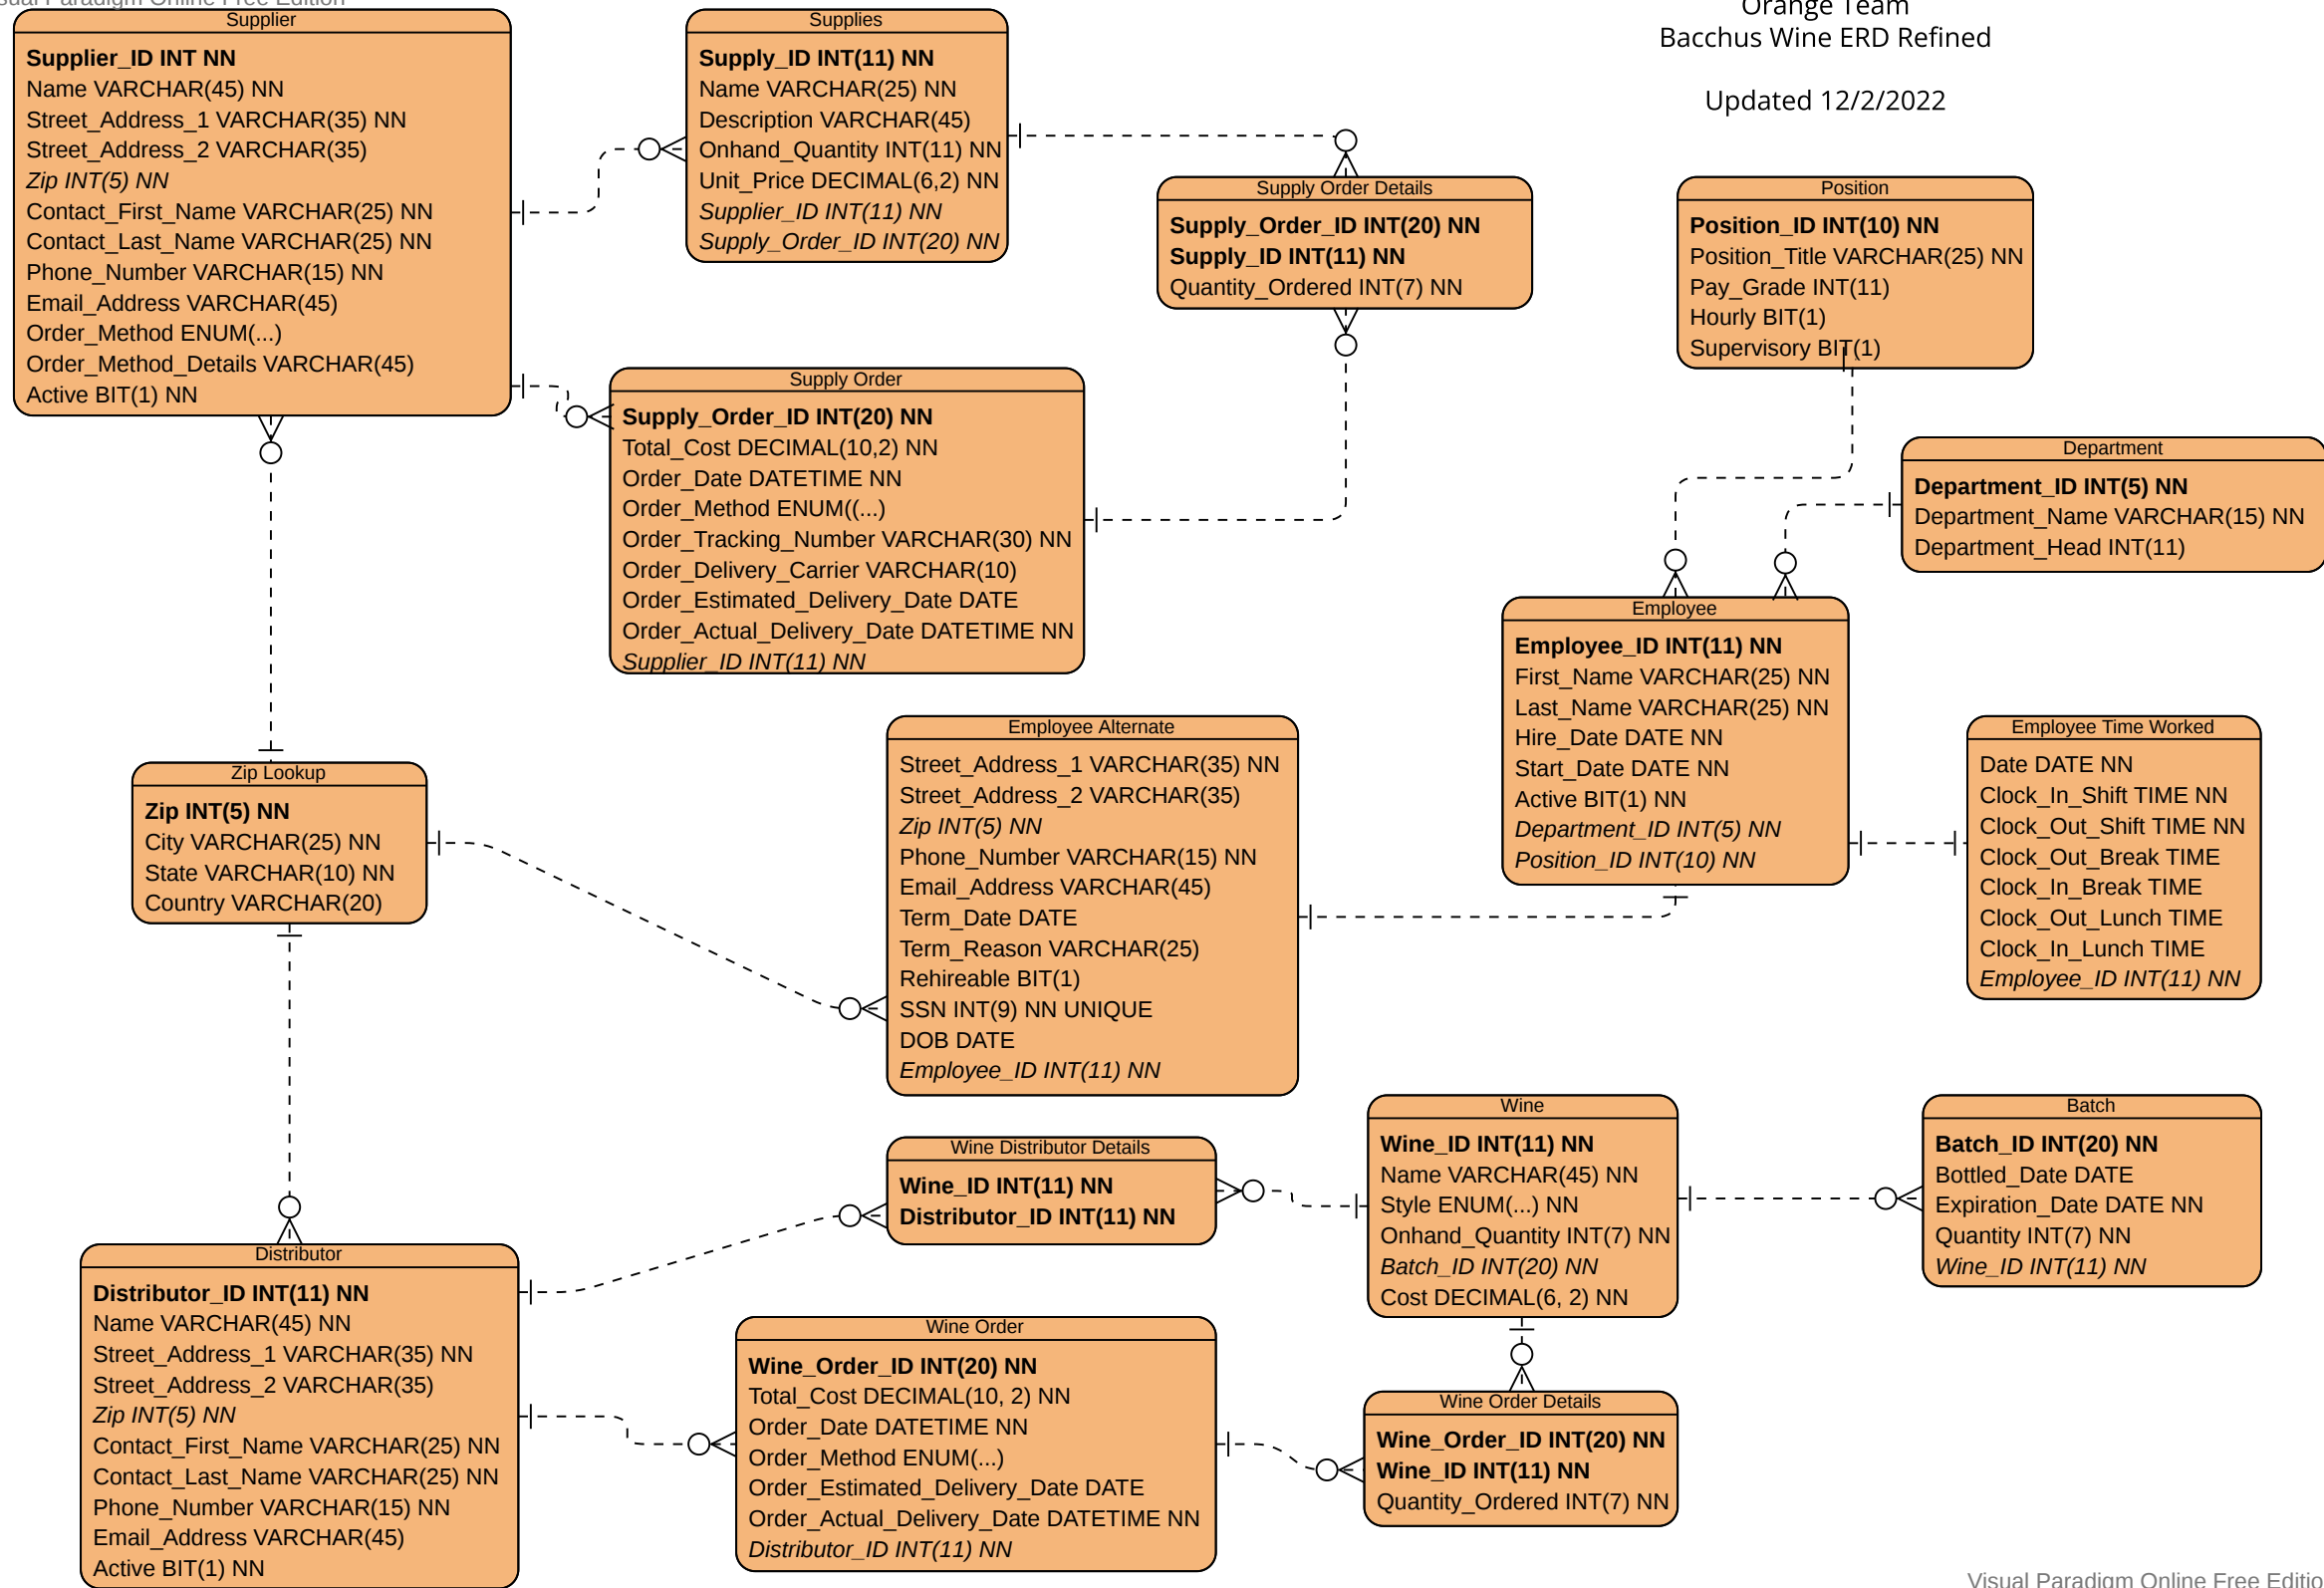 Visual Paradigm Online Free Edition
Orange Team
Bacchus Wine ERD Refined
Updated 12/2/2022
Supplier
Supplier_ID INT NN
Name VARCHAR(45) NN
Street_Address_1 VARCHAR(35) NN
Street_Address_2 VARCHAR(35)
Zip INT(5) NN
Contact_First_Name VARCHAR(25) NN
Contact_Last_Name VARCHAR(25) NN
Phone_Number VARCHAR(15) NN
Email_Address VARCHAR(45)
Order_Method ENUM(...)
Order_Method_Details VARCHAR(45)
Active BIT(1) NN
Supplies
Supply_ID INT(11) NN
Name VARCHAR(25) NN
Description VARCHAR(45)
Onhand_Quantity INT(11) NN
Unit_Price DECIMAL(6,2) NN
Supplier_ID INT(11) NN
Supply_Order_ID INT(20) NN
Supply Order Details
Supply_Order_ID INT(20) NN
Supply_ID INT(11) NN
Quantity_Ordered INT(7) NN
Position
Position_ID INT(10) NN
Position_Title VARCHAR(25) NN
Pay_Grade INT(11)
Hourly BIT(1)
Supervisory BIT(1)
Supply Order
Supply_Order_ID INT(20) NN
Total_Cost DECIMAL(10,2) NN
Order_Date DATETIME NN
Order_Method ENUM((...)
Order_Tracking_Number VARCHAR(30) NN
Order_Delivery_Carrier VARCHAR(10)
Order_Estimated_Delivery_Date DATE
Order_Actual_Delivery_Date DATETIME NN
Supplier_ID INT(11) NN
Department
Department_ID INT(5) NN
Department_Name VARCHAR(15) NN
Department_Head INT(11)
Employee
Employee_ID INT(11) NN
First_Name VARCHAR(25) NN
Last_Name VARCHAR(25) NN
Hire_Date DATE NN
Start_Date DATE NN
Active BIT(1) NN
Department_ID INT(5) NN
Position_ID INT(10) NN
Zip Lookup
Zip INT(5) NN
City VARCHAR(25) NN
State VARCHAR(10) NN
Country VARCHAR(20)
Employee Alternate
Street_Address_1 VARCHAR(35) NN
Street_Address_2 VARCHAR(35)
Zip INT(5) NN
Phone_Number VARCHAR(15) NN
Email_Address VARCHAR(45)
Term_Date DATE
Term_Reason VARCHAR(25)
Rehireable BIT(1)
SSN INT(9) NN UNIQUE
DOB DATE
Employee_ID INT(11) NN
Employee Time Worked
Date DATE NN
Clock_In_Shift TIME NN
Clock_Out_Shift TIME NN
Clock_Out_Break TIME
Clock_In_Break TIME
Clock_Out_Lunch TIME
Clock_In_Lunch TIME
Employee_ID INT(11) NN
Wine Distributor Details
Wine_ID INT(11) NN
Distributor_ID INT(11) NN
Wine
Wine_ID INT(11) NN
Name VARCHAR(45) NN
Style ENUM(...) NN
Onhand_Quantity INT(7) NN
Batch_ID INT(20) NN
Cost DECIMAL(6, 2) NN
Batch
Batch_ID INT(20) NN
Bottled_Date DATE
Expiration_Date DATE NN
Quantity INT(7) NN
Wine_ID INT(11) NN
Distributor
Distributor_ID INT(11) NN
Name VARCHAR(45) NN
Street_Address_1 VARCHAR(35) NN
Street_Address_2 VARCHAR(35)
Zip INT(5) NN
Contact_First_Name VARCHAR(25) NN
Contact_Last_Name VARCHAR(25) NN
Phone_Number VARCHAR(15) NN
Email_Address VARCHAR(45)
Active BIT(1) NN
Wine Order
Wine_Order_ID INT(20) NN
Total_Cost DECIMAL(10, 2) NN
Order_Date DATETIME NN
Order_Method ENUM(...)
Order_Estimated_Delivery_Date DATE
Order_Actual_Delivery_Date DATETIME NN
Distributor_ID INT(11) NN
Wine Order Details
Wine_Order_ID INT(20) NN
Wine_ID INT(11) NN
Quantity_Ordered INT(7) NN
Visual Paradigm Online Free Editio